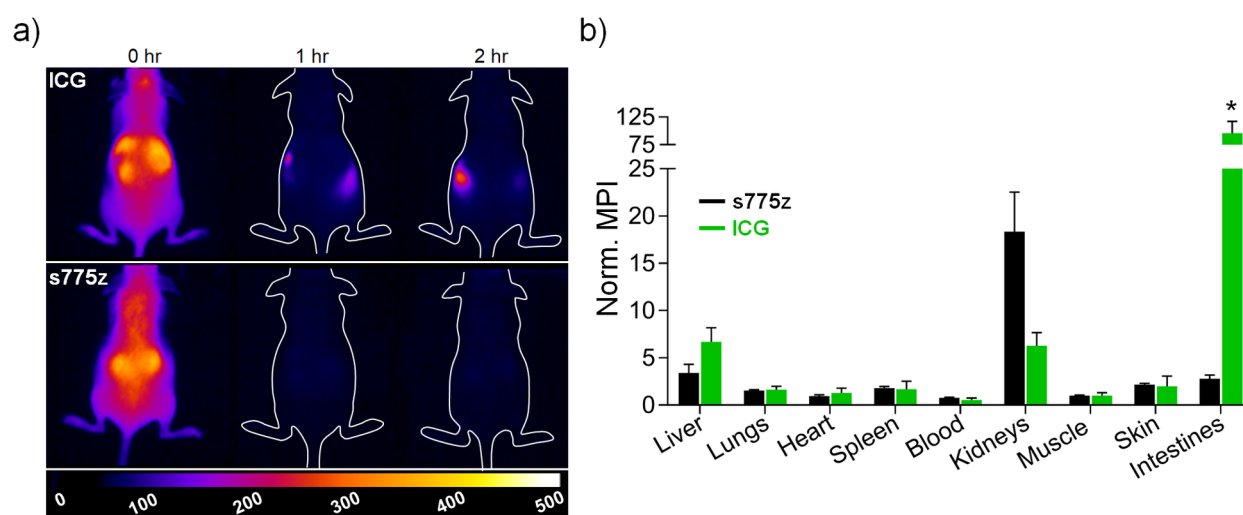 a)
0 hr 1 hr 2 hr
ICG
s775z
0 100 200 300 400 500
b)
Norm. MPI
125
75
25
20
15
10
5
0
*
s775z
ICG
Liver
Lungs
Heart
Spleen
Blood
Kidneys
Muscle
Skin
Intestines